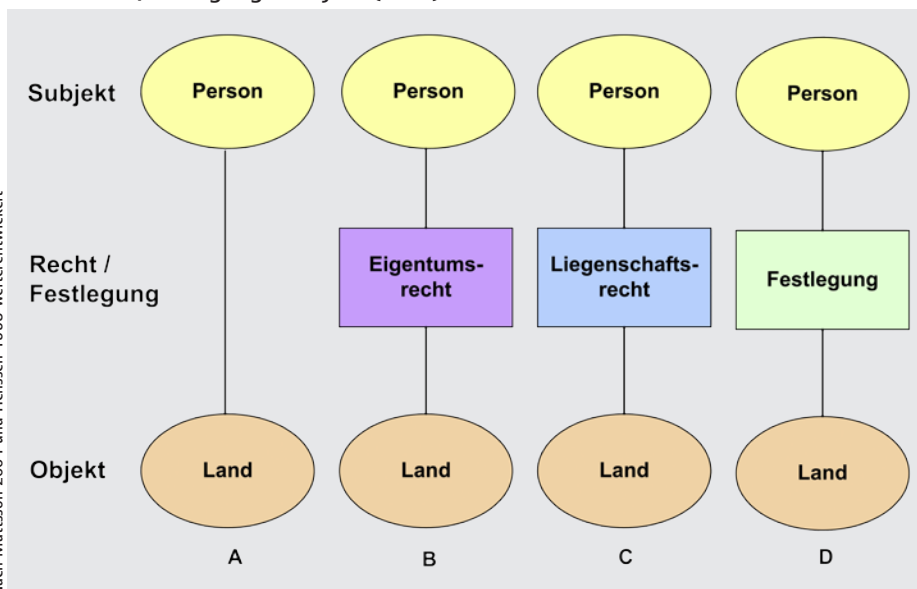 Subjekt
Person
Person
Person
Person
Recht /
Festlegung
Eigentums-
recht
Liegenschafts-
recht
Festlegung
Objekt
Land
Land
Land
Land
A
B
C
D